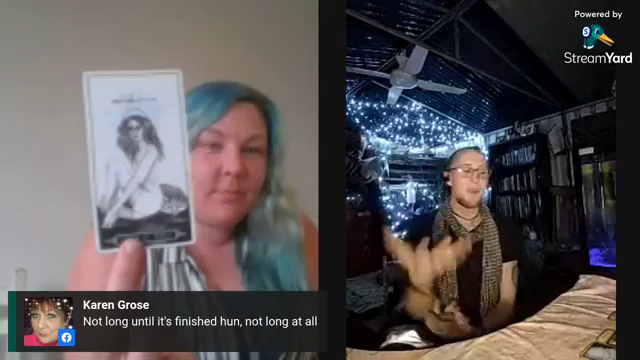 Powered by
StreamYard
Karen Grose
Not long until it's finished hun, not long at all